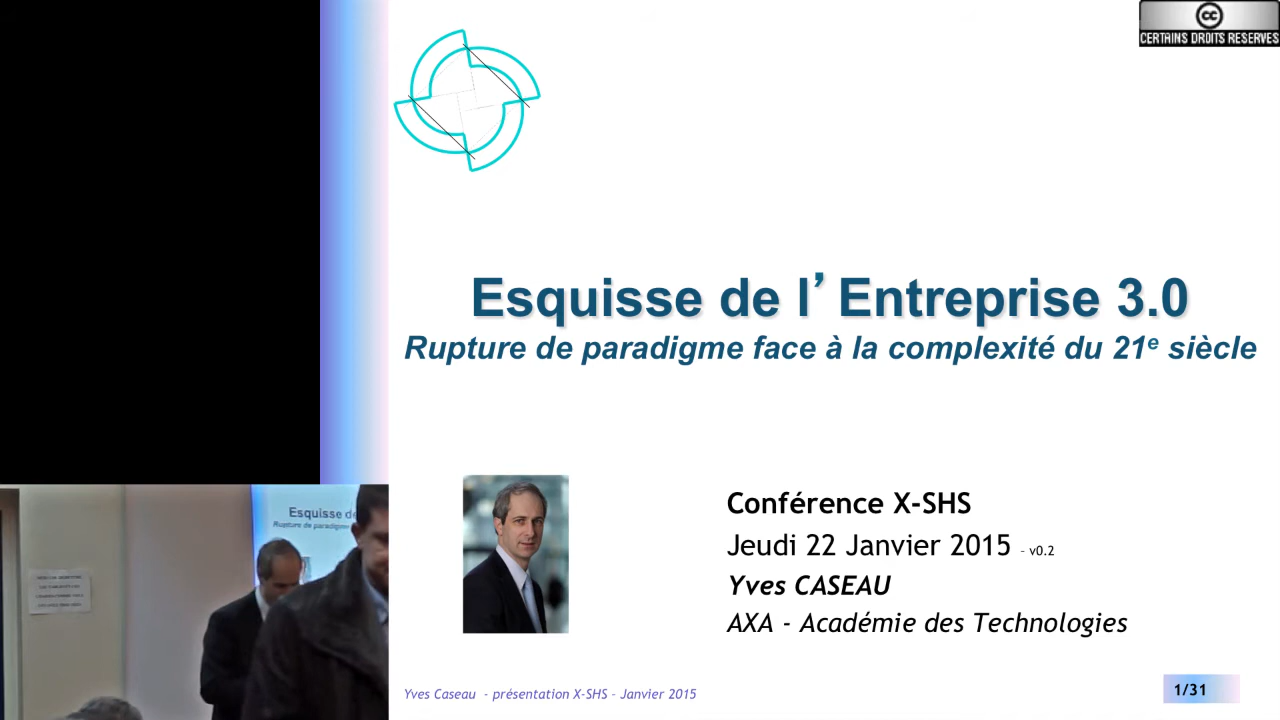 CERTAINS DROITS RESERVES
Esquisse de l’Entreprise 3.0
Rupture de paradigme face à la complexité du 21e siècle
Conférence X-SHS
Jeudi 22 Janvier 2015 - v0.2
Yves CASEAU
AXA - Académie des Technologies
Esquisse de
Rupture de paradigme
Yves Caseau - présentation X-SHS - Janvier 2015
1/31